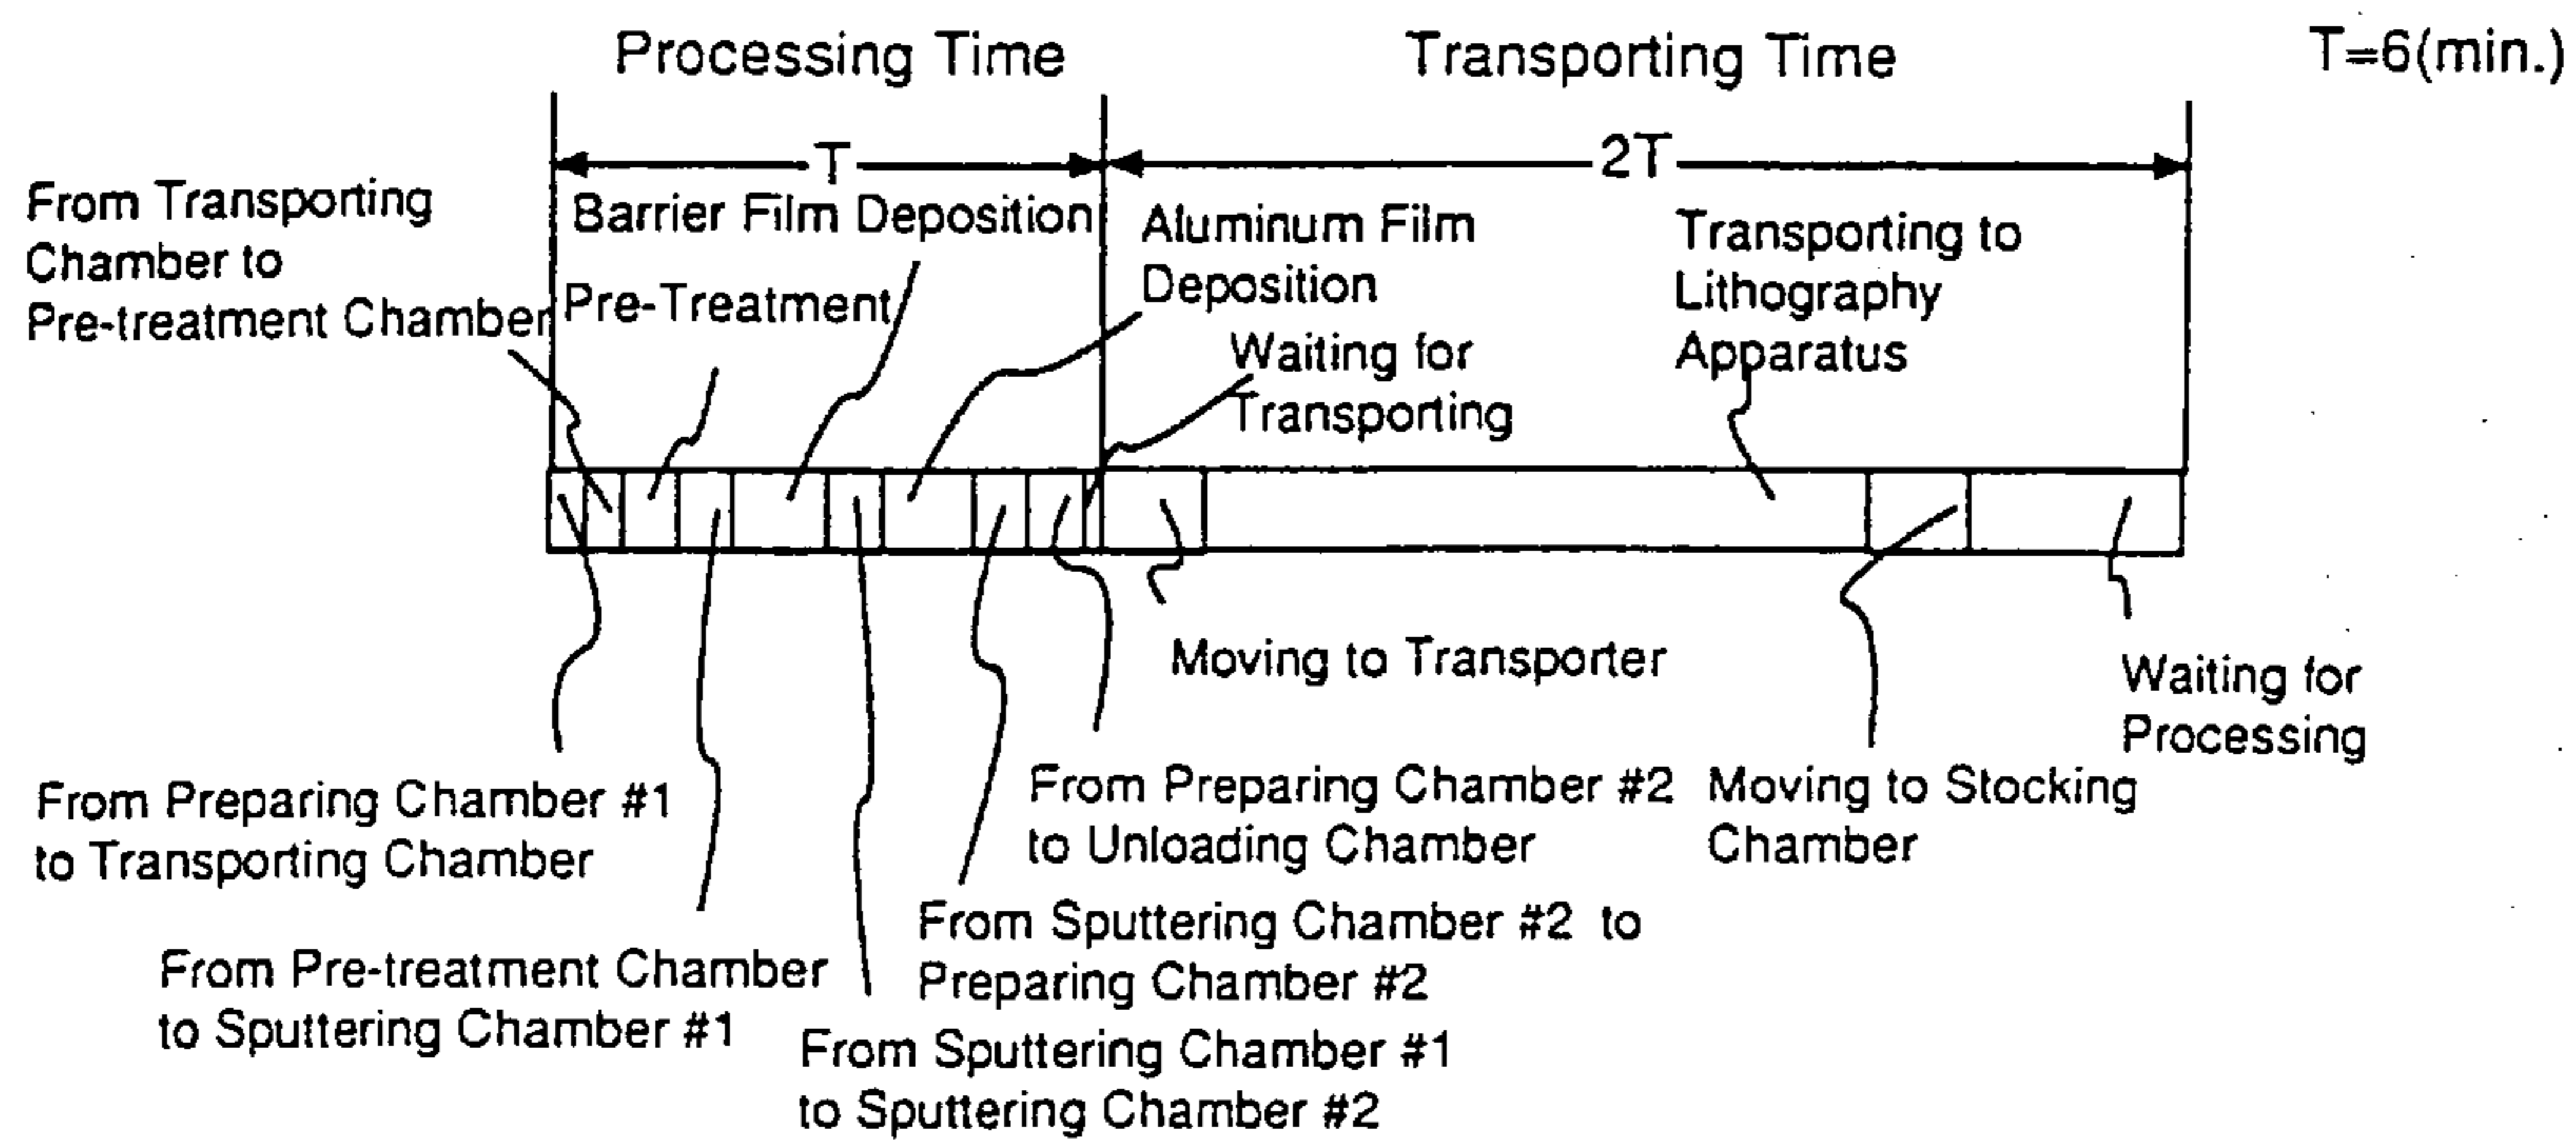 Processing Time
Transporting Time
T=6(min.)
T
2T
From Transporting
Chamber to
Pre-treatment Chamber
Barrier Film Deposition
Pre-Treatment
Aluminum Film
Deposition
Waiting for
Transporting
Transporting to
Lithography
Apparatus
Moving to Transporter
Waiting for
Processing
From Preparing Chamber #1
to Transporting Chamber
From Preparing Chamber #2
to Unloading Chamber
Moving to Stocking
Chamber
From Pre-treatment Chamber
to Sputtering Chamber #1
From Sputtering Chamber #2 to
Preparing Chamber #2
From Sputtering Chamber #1
to Sputtering Chamber #2